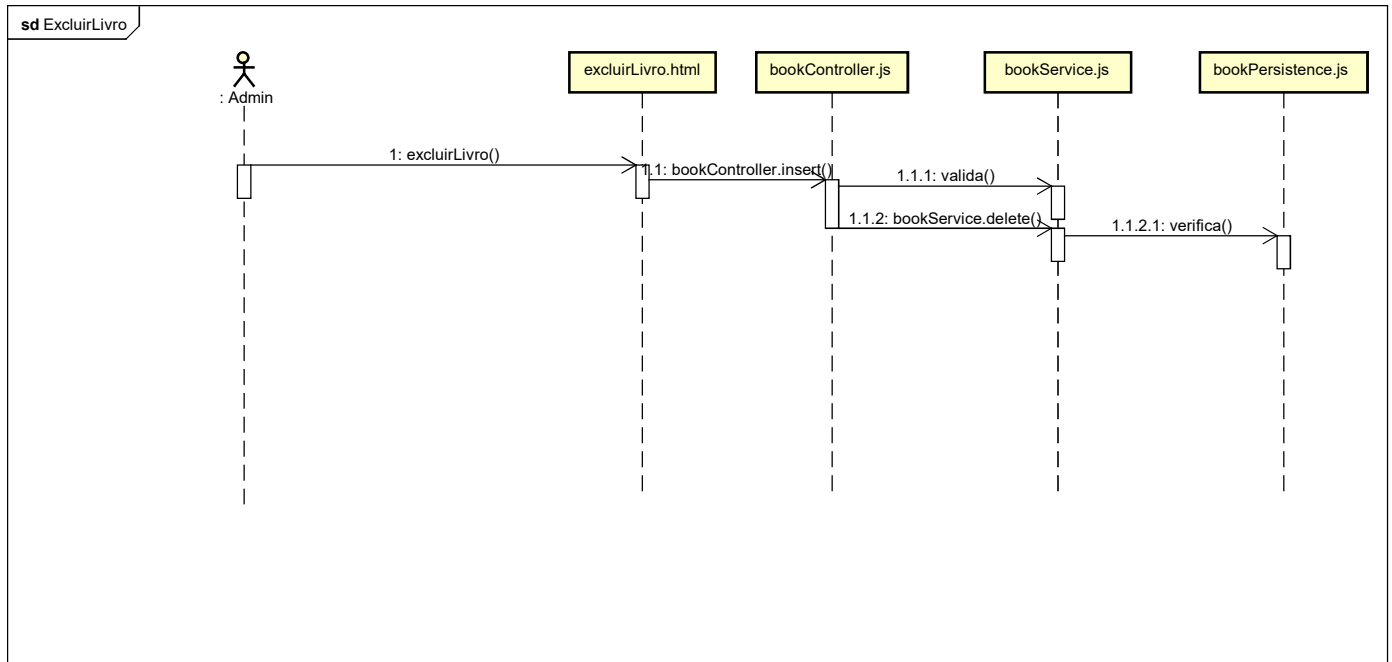 sd ExcluirLivro
: Admin
excluirLivro.html
bookController.js
bookService.js
bookPersistence.js
1: excluirLivro()
1.1: bookController.insert()
1.1.1: valida()
1.1.2: bookService.delete()
1.1.2.1: verifica()